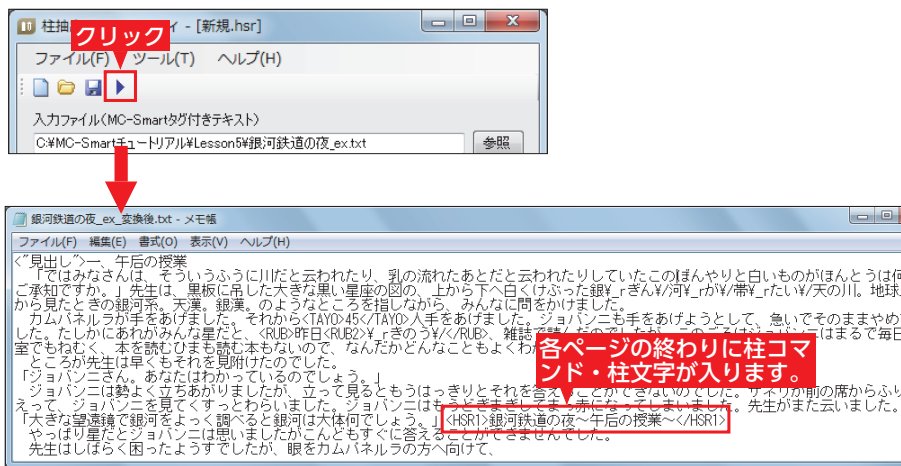 柱抽 ィ - [新規.hsr]
クリック
ファイル(F) ツール(T) ヘルプ(H)
入力ファイル(MC-Smartタグ付きテキスト)
C:¥MC-Smartチュートリアル¥Lesson5¥銀河鉄道の夜_ex.txt
参照
銀河鉄道の夜_ex_変換後.txt - メモ帳
ファイル(F) 編集(E) 書式(O) 表示(V) ヘルプ(H)
<"見出し">一、午后の授業
「ではみなさんは、そういうふうに川だと云われたり、乳の流れたあとだと云われたりしていたこのぼんやりと白いものがほんとうは何
ご承知ですか。」先生は、黒板に吊した大きな黒い星座の図の、上から下へ白くけぶった銀¥_rぎん¥/河¥_rが¥/帯¥_rたい¥/天の川。地球
から見たときの銀河系。天漢。銀漢。のようなところを指しながら、みんなに問をかけました。
カムパネルラが手をあげました。それから<TAYO>45</TAYO>人手をあげました。ジョバンニも手をあげようとして、急いでそのままやめ
した。たしかにあれがみんな星だと、<RUB>昨日<RUB2>¥_rきのう¥/</RUB>、雑誌で読んだのでしたが、このごろはジョバンニはまるで毎日
室でもねむく、本を読むひまも読む本もないので、なんだかどんなこともよくわ
ところが先生は早くもそれを見附けたのでした。
各ページの終わりに柱コマ
ンド・柱文字が入ります。
「ジョバンニさん。あなたはわかっているのでしょう。」
ジョバンニは勢よく立ちあがりましたが、立って見るともうはっきりとそれを答えることができないのでした。ザネリが前の席からふり
えって、ジョバンニを見てくすっとわらいました。ジョバンニはもうどぎまぎしてまっ赤になってしまいました。先生がまた云いました。
「大きな望遠鏡で銀河をよっく調べると銀河は大体何でしょう。」<HSR1>銀河鉄道の夜～午后の授業～</HSR1>
やっぱり星だとジョバンニは思いましたがこんどもすぐに答えることができませんでした。
先生はしばらく困ったようすでしたが、眼をカムパネルラの方へ向けて、